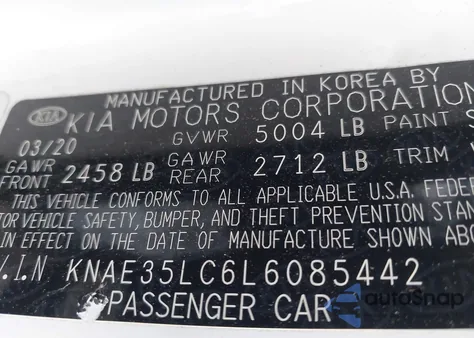 MANUFACTURED IN KOREA BY
KIA KIA MOTORS CORPORATION
03/20 GVWR 5004 LB PAINT
GAWR FRONT 2458 LB GAWR REAR 2712 LB TRIM
THIS VEHICLE CONFORMS TO ALL APPLICABLE U.S.A. FEDER
VEHICLE SAFETY, BUMPER, AND THEFT PREVENTION STAN
IN EFFECT ON THE DATE OF MANUFACTURE SHOWN ABO
V.I.N KNAE35LC6L6085442
PASSENGER CAR
autoSnap